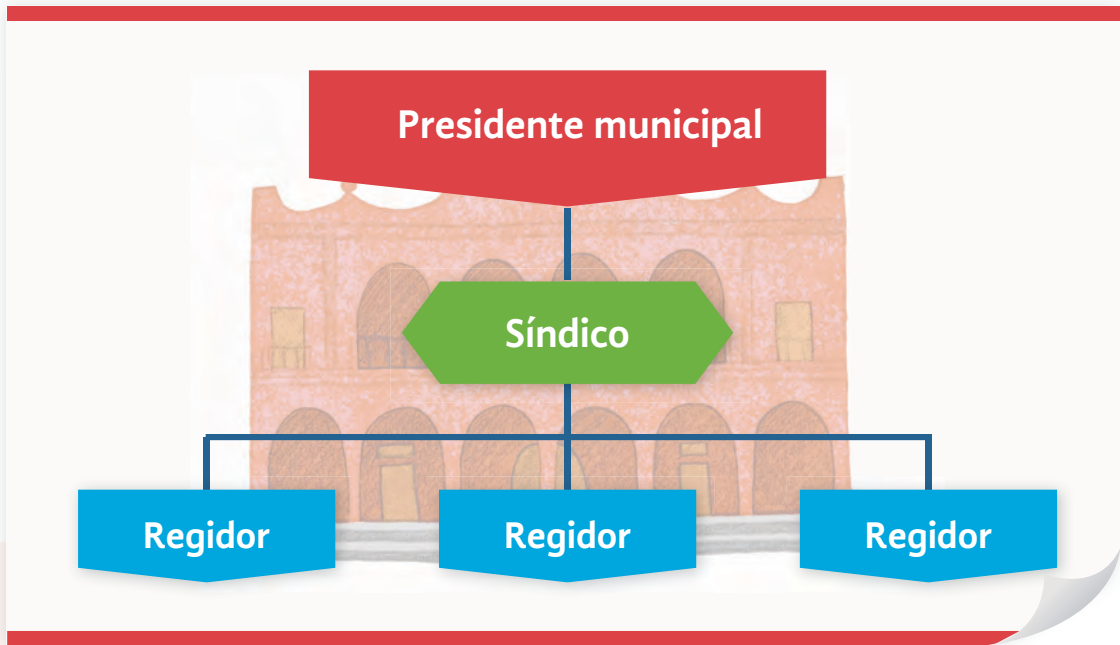 Presidente municipal
Síndico
Regidor
Regidor
Regidor